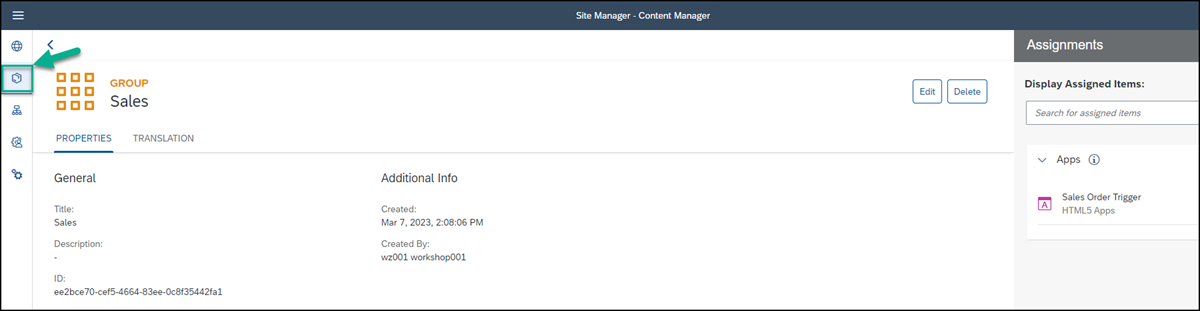 Site Manager - Content Manager
GROUP
Sales
Edit
Delete
PROPERTIES
TRANSLATION
General
Title:
Sales
Description:
-
ID:
ee2bce70-cef5-4664-83ee-0c8f35442fa1
Additional Info
Created:
Mar 7, 2023, 2:08:06 PM
Created By:
wz001 workshop001
Assignments
Display Assigned Items:
Search for assigned items
Apps
A
Sales Order Trigger
HTML5 Apps